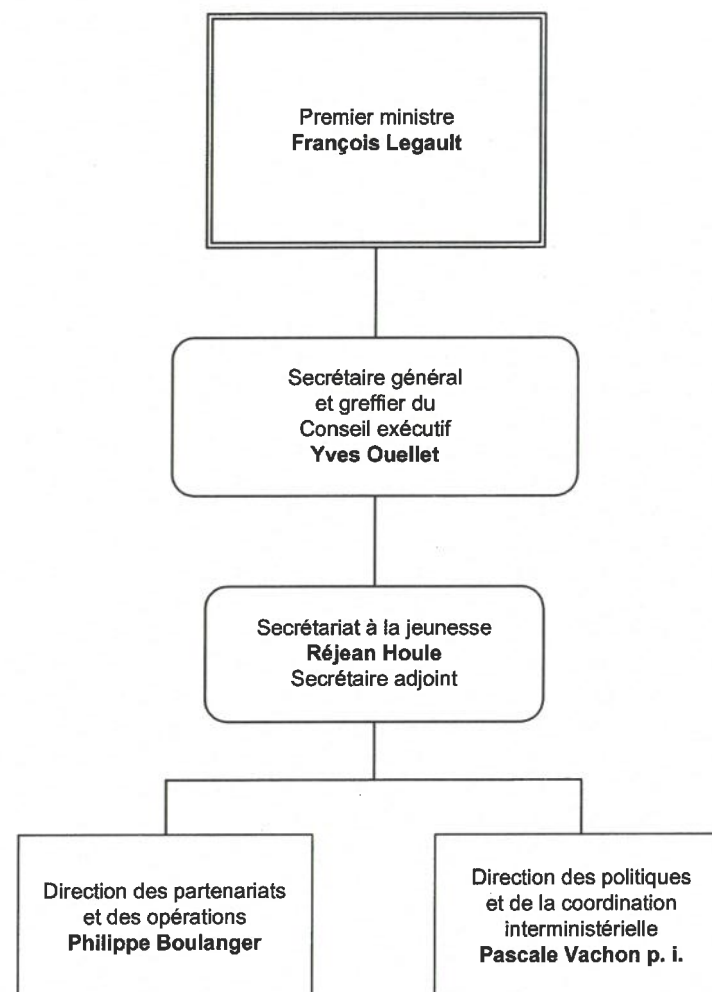 Premier ministre
François Legault
Secrétaire général
et greffier du
Conseil exécutif
Yves Ouellet
Secrétariat à la jeunesse
Réjean Houle
Secrétaire adjoint
Direction des partenariats
et des opérations
Philippe Boulanger
Direction des politiques
et de la coordination
interministérielle
Pascale Vachon p. i.